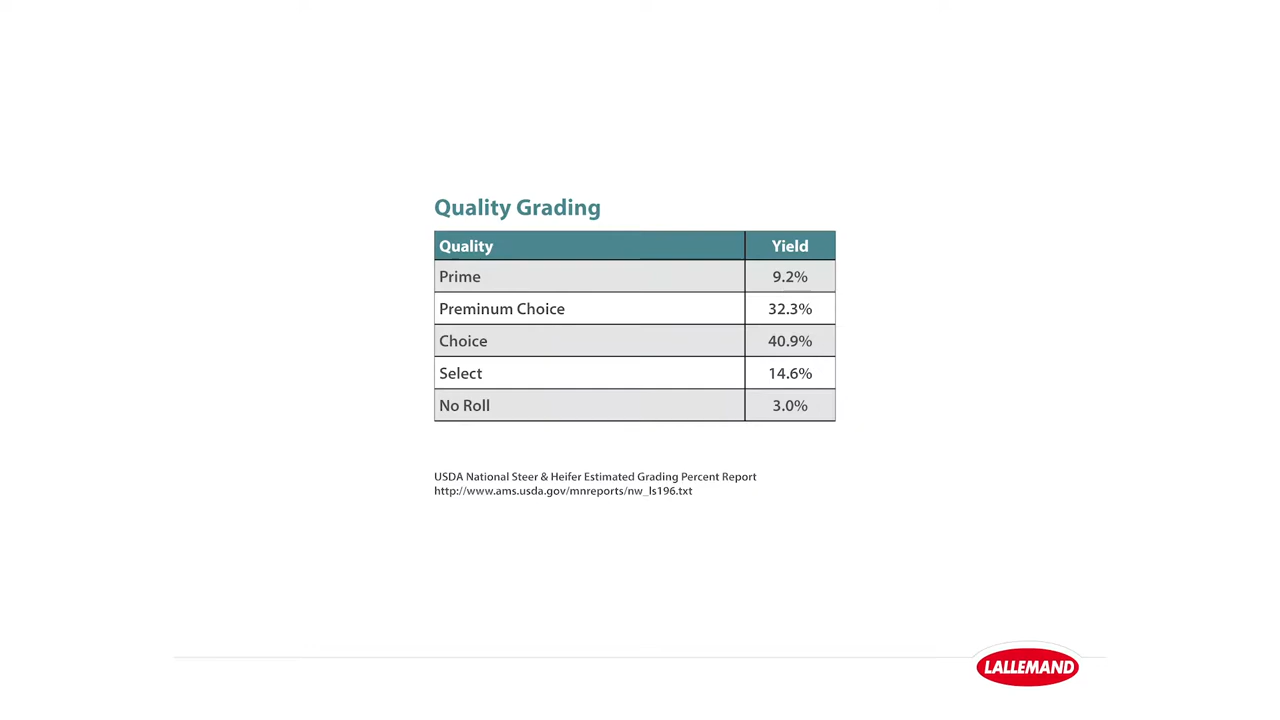 Quality Grading
Quality Yield
Prime 9.2%
Preminum Choice 32.3%
Choice 40.9%
Select 14.6%
No Roll 3.0%
USDA National Steer & Heifer Estimated Grading Percent Report
http://www.ams.usda.gov/mnreports/nw_ls196.txt
LALLEMAND